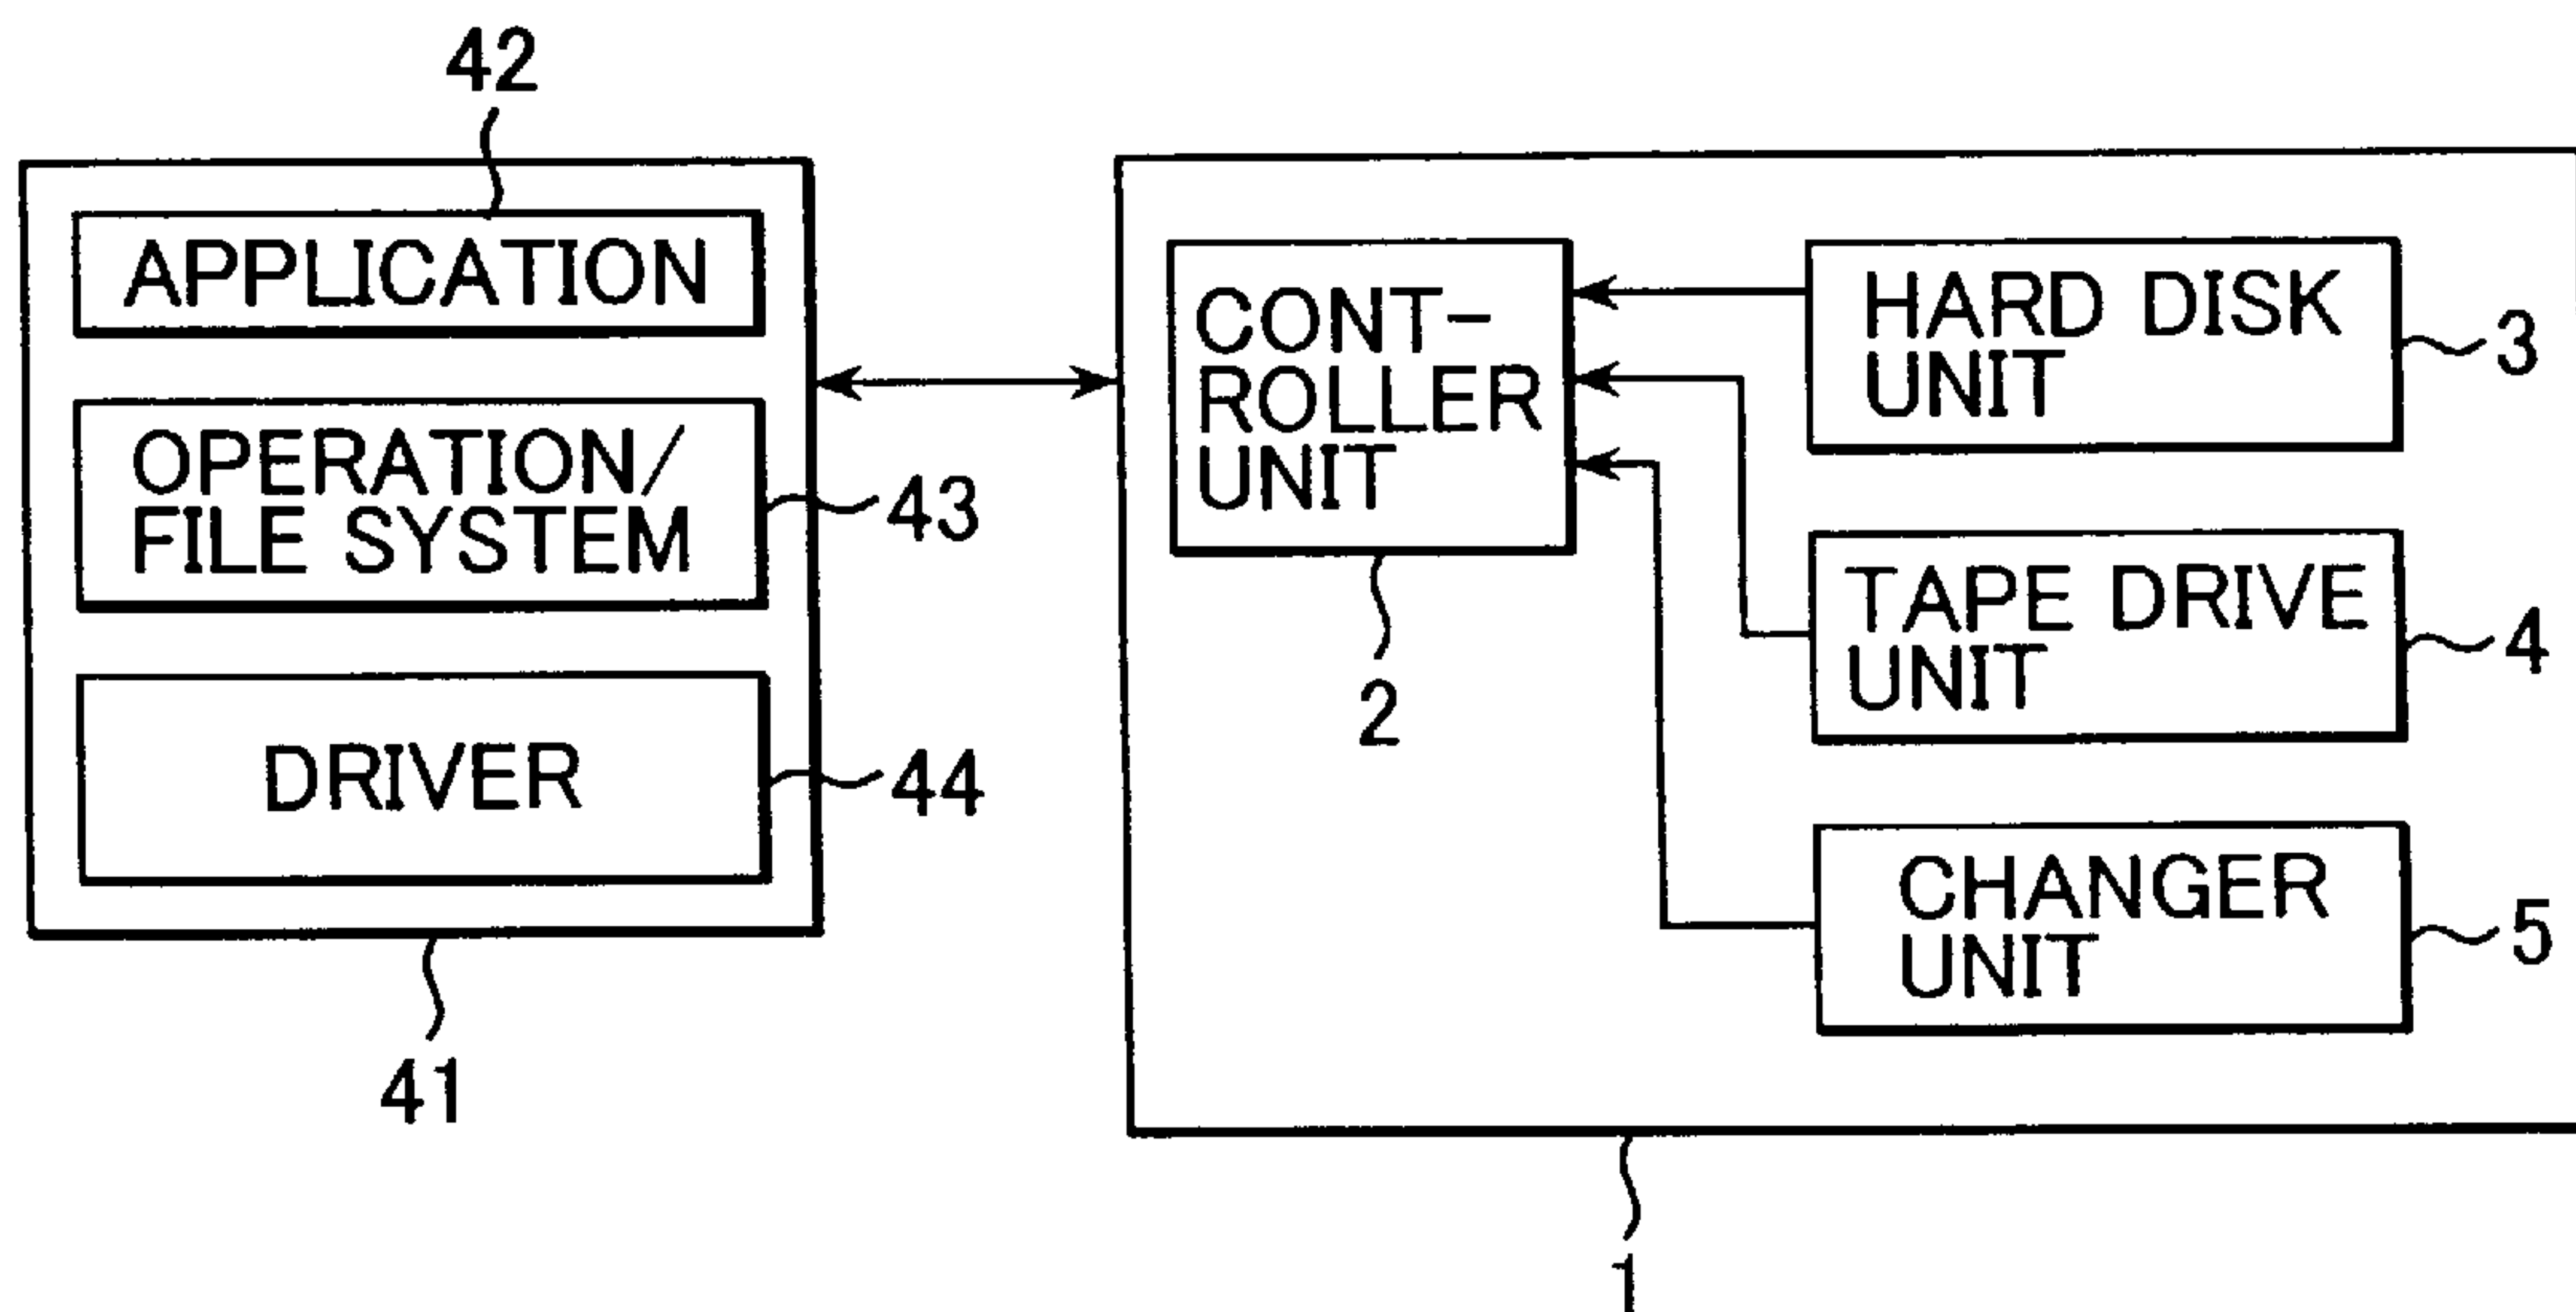 42
APPLICATION
OPERATION/
FILE SYSTEM
43
DRIVER
44
41
CONT-
ROLLER
UNIT
2
HARD DISK
UNIT
3
TAPE DRIVE
UNIT
4
CHANGER
UNIT
5
1